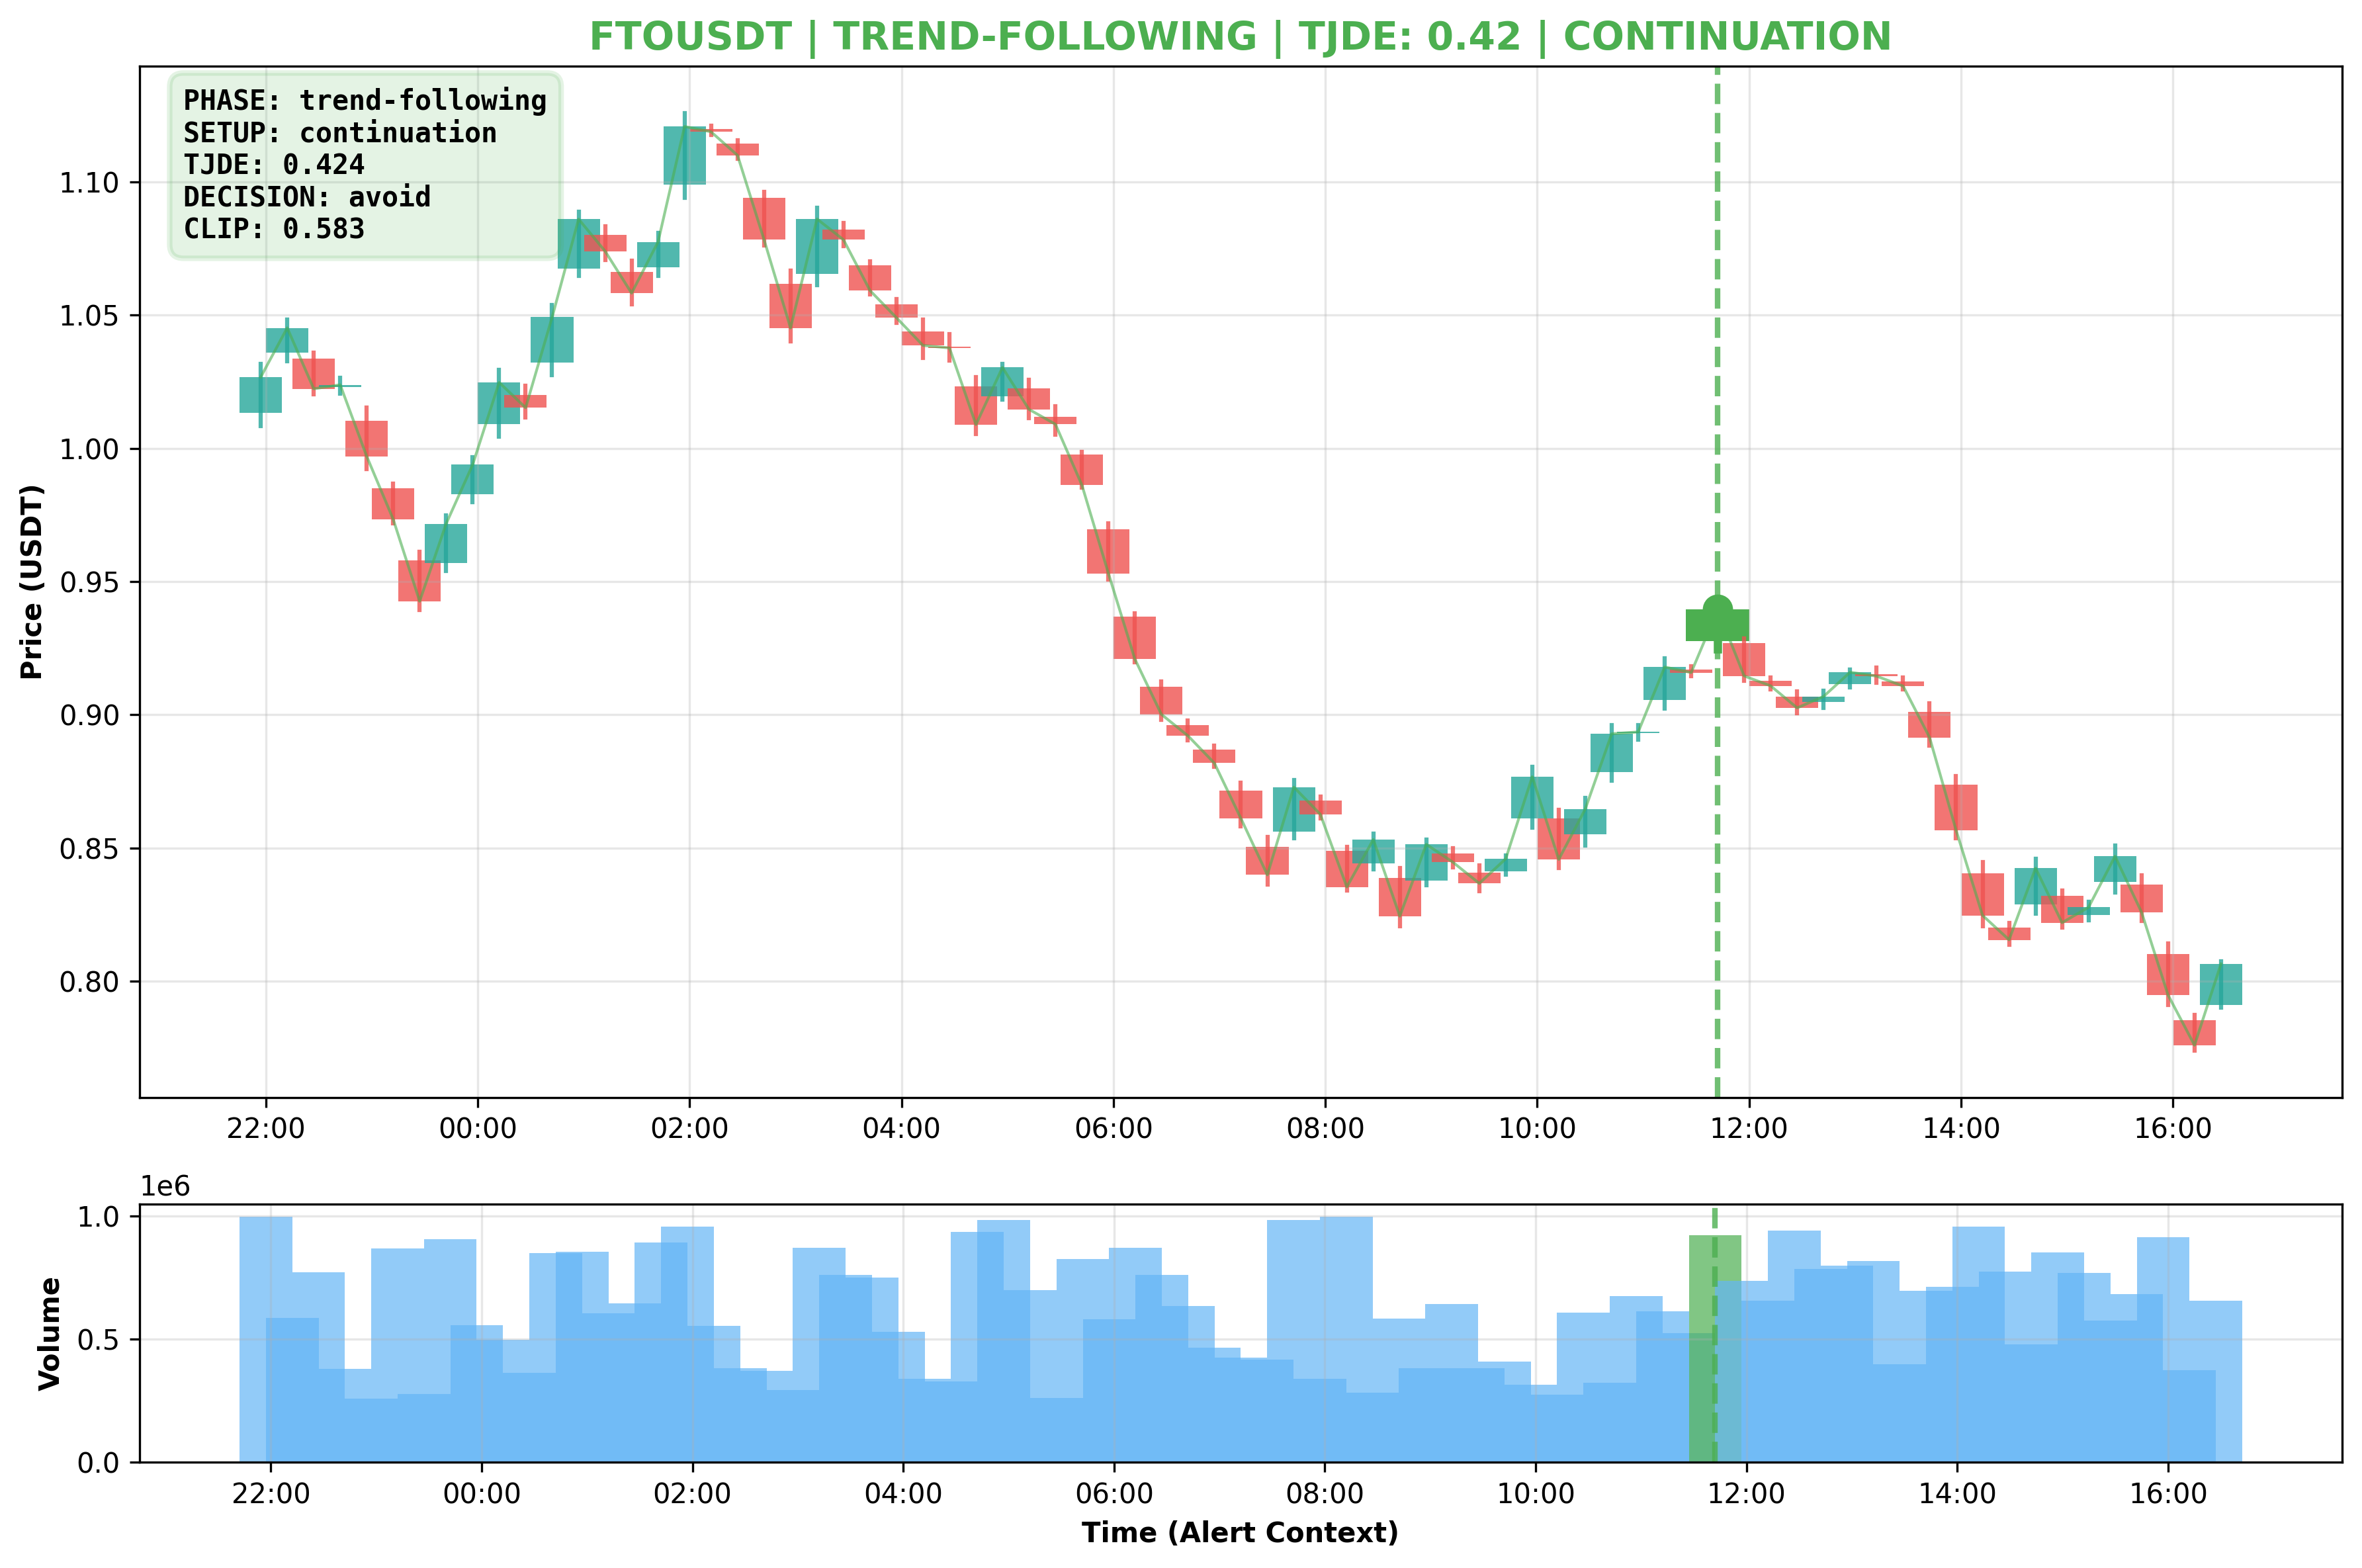 FTOUSDT | TREND-FOLLOWING | TJDE: 0.42 | CONTINUATION
PHASE: trend-following
SETUP: continuation
TJDE: 0.424
DECISION: avoid
CLIP: 0.583
Price (USDT)
1.10
1.05
1.00
0.95
0.90
0.85
0.80
22:00 00:00 02:00 04:00 06:00 08:00 10:00 12:00 14:00 16:00
1e6
Volume
1.0
0.5
0.0
22:00 00:00 02:00 04:00 06:00 08:00 10:00 12:00 14:00 16:00
Time (Alert Context)